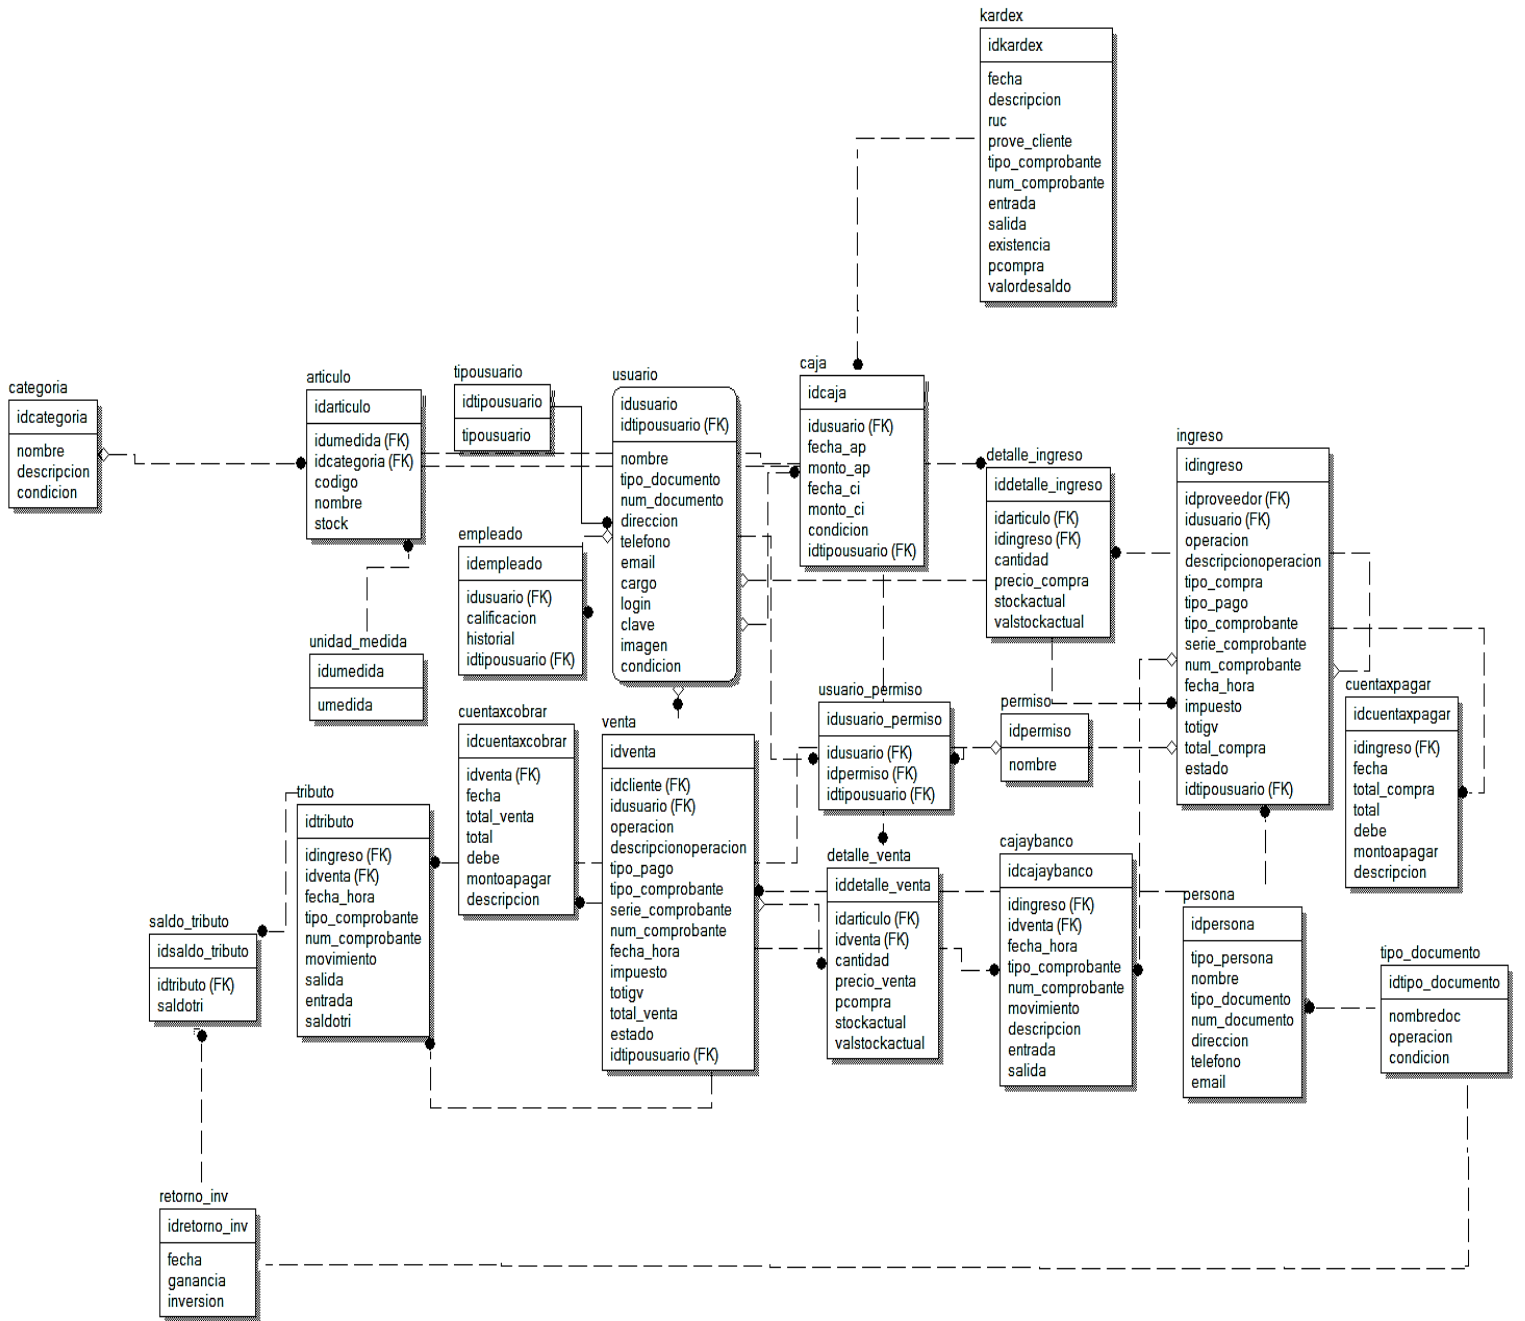 kardex
idkardex
fecha
descripcion
ruc
prove_cliente
tipo_comprobante
num_comprobante
entrada
salida
existencia
pcompra
valordesaldo
categoria
idcategoria
nombre
descripcion
condicion
articulo
idarticulo
idumedida (FK)
idcategoria (FK)
codigo
nombre
stock
tipousuario
idtipousuario
tipousuario
usuario
idusuario
idtipousuario (FK)
nombre
tipo_documento
num_documento
direccion
telefono
email
cargo
login
clave
imagen
condicion
caja
idcaja
idusuario (FK)
fecha_ap
monto_ap
fecha_ci
monto_ci
condicion
idtipousuario (FK)
detalle_ingreso
iddetalle_ingreso
idarticulo (FK)
idingreso (FK)
cantidad
precio_compra
stockactual
valstockactual
ingreso
idingreso
idproveedor (FK)
idusuario (FK)
operacion
descripcionoperacion
tipo_compra
tipo_pago
tipo_comprobante
serie_comprobante
num_comprobante
fecha_hora
impuesto
totigv
total_compra
estado
idtipousuario (FK)
empleado
idempleado
idusuario (FK)
calificacion
historial
idtipousuario (FK)
unidad_medida
idumedida
umedida
cuentaxcobrar
idcuentaxcobrar
idventa (FK)
fecha
total_venta
total
debe
montoapagar
descripcion
venta
idventa
idcliente (FK)
idusuario (FK)
operacion
descripcionoperacion
tipo_pago
tipo_comprobante
serie_comprobante
num_comprobante
fecha_hora
impuesto
totigv
total_venta
estado
idtipousuario (FK)
usuario_permiso
idusuario_permiso
idusuario (FK)
idpermiso (FK)
idtipousuario (FK)
permiso
idpermiso
nombre
cuentaxpagar
idcuentaxpagar
idingreso (FK)
fecha
total_compra
total
debe
montoapagar
descripcion
tributo
idtributo
idingreso (FK)
idventa (FK)
fecha_hora
tipo_comprobante
num_comprobante
movimiento
salida
entrada
saldotri
saldo_tributo
idsaldo_tributo
idtributo (FK)
saldotri
detalle_venta
iddetalle_venta
idarticulo (FK)
idventa (FK)
cantidad
precio_venta
pcompra
stockactual
valstockactual
cajaybanco
idcajaybanco
idingreso (FK)
idventa (FK)
fecha_hora
tipo_comprobante
num_comprobante
movimiento
descripcion
entrada
salida
persona
idpersona
tipo_persona
nombre
tipo_documento
num_documento
direccion
telefono
email
tipo_documento
idtipo_documento
nombredoc
operacion
condicion
retorno_inv
idretorno_inv
fecha
ganancia
inversion